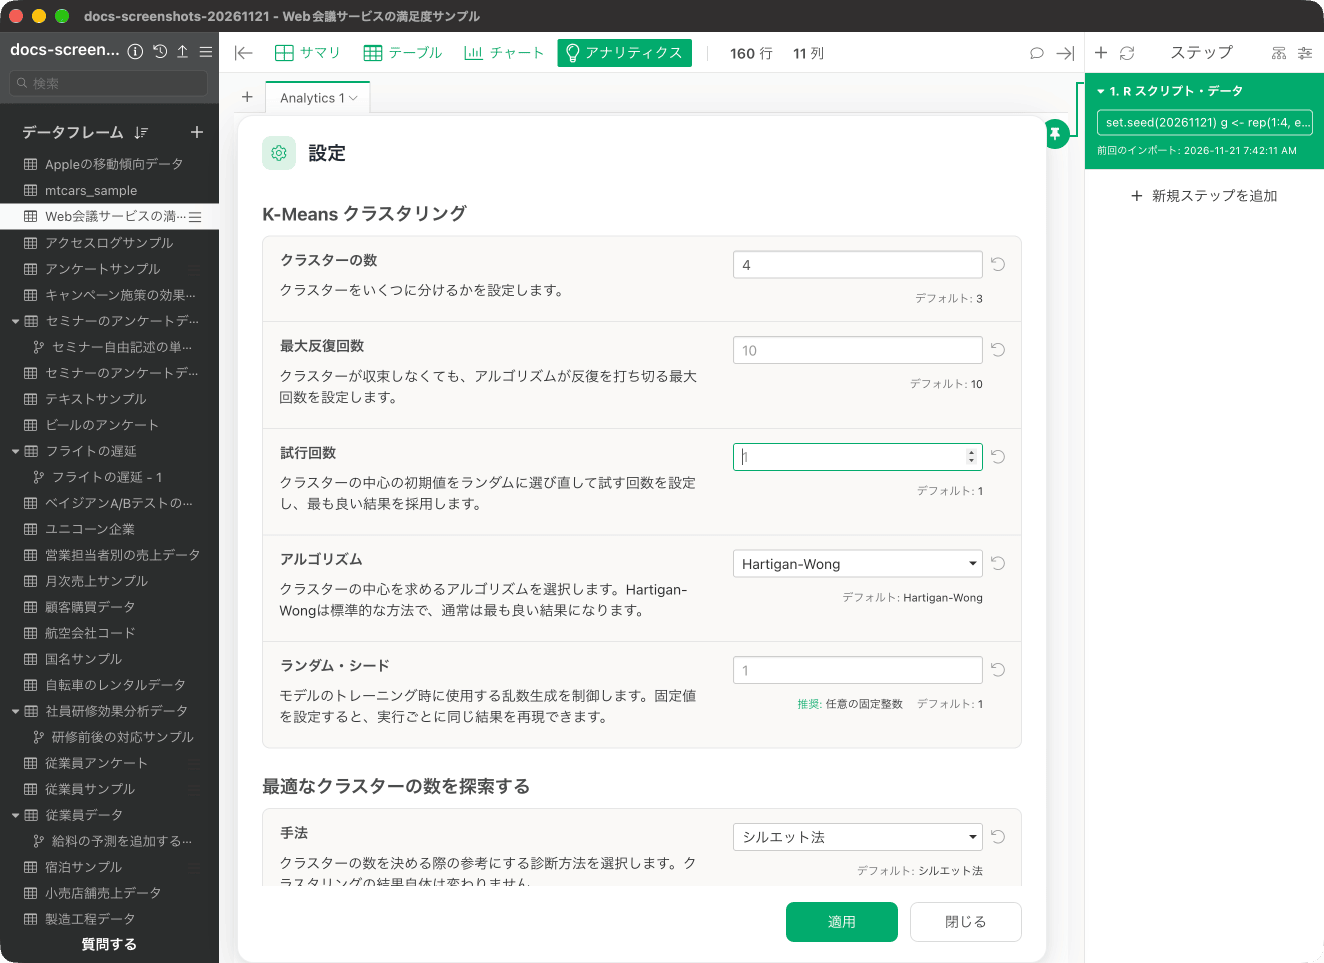 docs-screenshots-20261121 - Web会議サービスの満足度サンプル
docs-screen...
検索
データフレーム
Appleの移動傾向データ
mtcars_sample
Web会議サービスの満…
アクセスログサンプル
アンケートサンプル
キャンペーン施策の効果…
セミナーのアンケートデ…
セミナー自由記述の単…
セミナーのアンケートデ…
テキストサンプル
ビールのアンケート
フライトの遅延
フライトの遅延 - 1
ベイジアンA/Bテストの…
ユニコーン企業
営業担当者別の売上データ
月次売上サンプル
顧客購買データ
航空会社コード
国名サンプル
自転車のレンタルデータ
社員研修効果分析データ
研修前後の対応サンプル
従業員アンケート
従業員サンプル
従業員データ
給料の予測を追加する…
宿泊サンプル
小売店舗売上データ
製造工程データ
質問する
サマリ
テーブル
チャート
アナリティクス
160 行
11 列
Analytics 1
設定
K-Means クラスタリング
クラスターの数
クラスターをいくつに分けるかを設定します。
4
デフォルト: 3
最大反復回数
クラスターが収束しなくても、アルゴリズムが反復を打ち切る最大
回数を設定します。
10
デフォルト: 10
試行回数
クラスターの中心の初期値をランダムに選び直して試す回数を設定
し、最も良い結果を採用します。
1
デフォルト: 1
アルゴリズム
クラスターの中心を求めるアルゴリズムを選択します。Hartigan-
Wongは標準的な方法で、通常は最も良い結果になります。
Hartigan-Wong
デフォルト: Hartigan-Wong
ランダム・シード
モデルのトレーニング時に使用する乱数生成を制御します。固定値
を設定すると、実行ごとに同じ結果を再現できます。
1
推奨: 任意の固定整数 デフォルト: 1
最適なクラスターの数を探索する
手法
クラスターの数を決める際の参考にする診断方法を選択します。ク
ラスタリングの結果自体は変わりません。
シルエット法
デフォルト: シルエット法
適用
閉じる
ステップ
1. R スクリプト・データ
set.seed(20261121) g <- rep(1:4, e...
前回のインポート: 2026-11-21 7:42:11 AM
新規ステップを追加